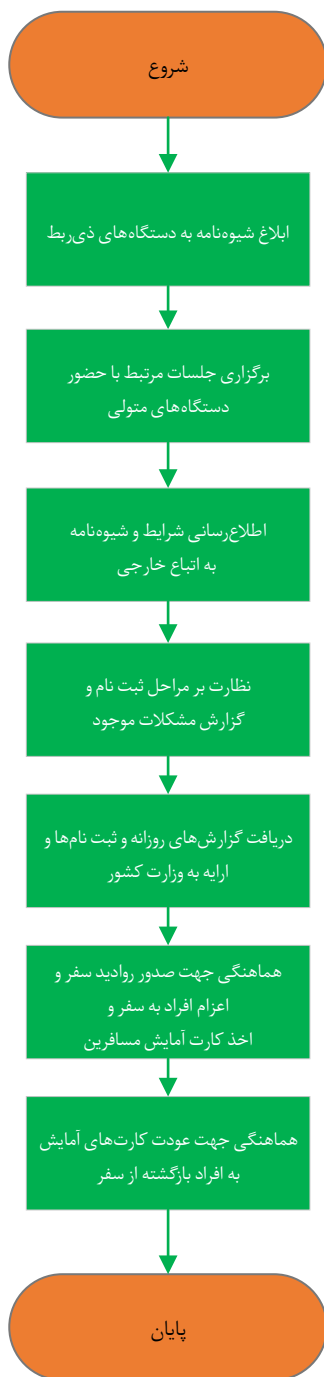 شروع
ابلاغ شیوه‌نامه به دستگاه‌های ذی‌ربط
برگزاری جلسات مرتبط با حضور
دستگاه‌های متولی
اطلاع‌رسانی شرایط و شیوه‌نامه
به اتباع خارجی
نظارت بر مراحل ثبت نام و
گزارش مشکلات موجود
دریافت گزارش‌های روزانه و ثبت نام‌ها و
ارایه به وزارت کشور
هماهنگی جهت صدور روادید سفر و
اعزام افراد به سفر و
اخذ کارت آمایش مسافرین
هماهنگی جهت عودت کارت‌های آمایش
به افراد بازگشته از سفر
پایان